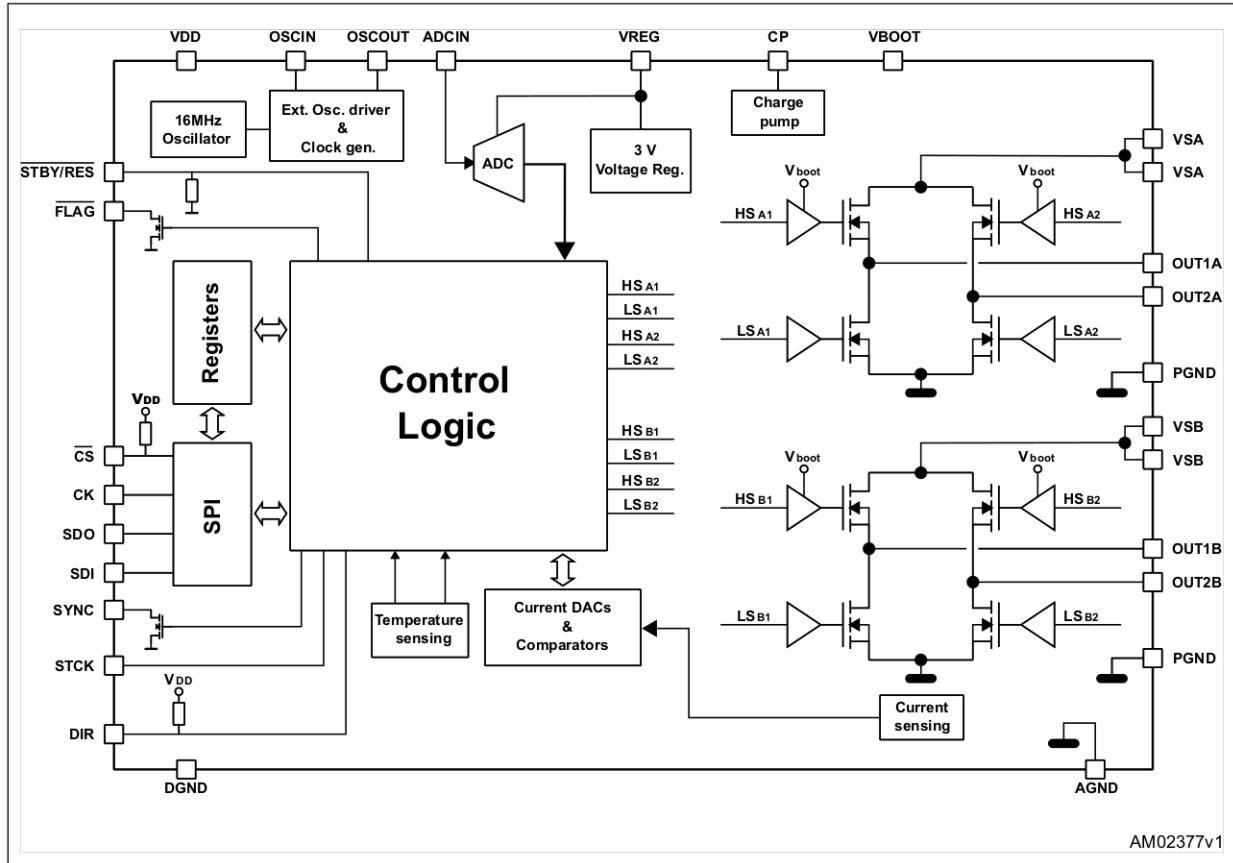 VDD OSCIN OSCOUT ADCIN VREG CP VBOOT
16MHz
Oscillator
Ext. Osc. driver
&
Clock gen.
ADC
3 V
Voltage Reg.
Charge
pump
STBY/RES
FLAG
CS
CK
SDO
SDI
SYNC
STCK
DIR
VDD
VDD
Registers
SPI
Control
Logic
HSA1
LSA1
HSA2
LSA2
HSB1
LSB1
HSB2
LSB2
Temperature
sensing
Current DACs
&
Comparators
Current
sensing
Vboot Vboot
HSA1 HSA2
LSA1 LSA2
Vboot Vboot
HSB1 HSB2
LSB1 LSB2
VSA
VSA
OUT1A
OUT2A
PGND
VSB
VSB
OUT1B
OUT2B
PGND
DGND AGND
AM02377v1